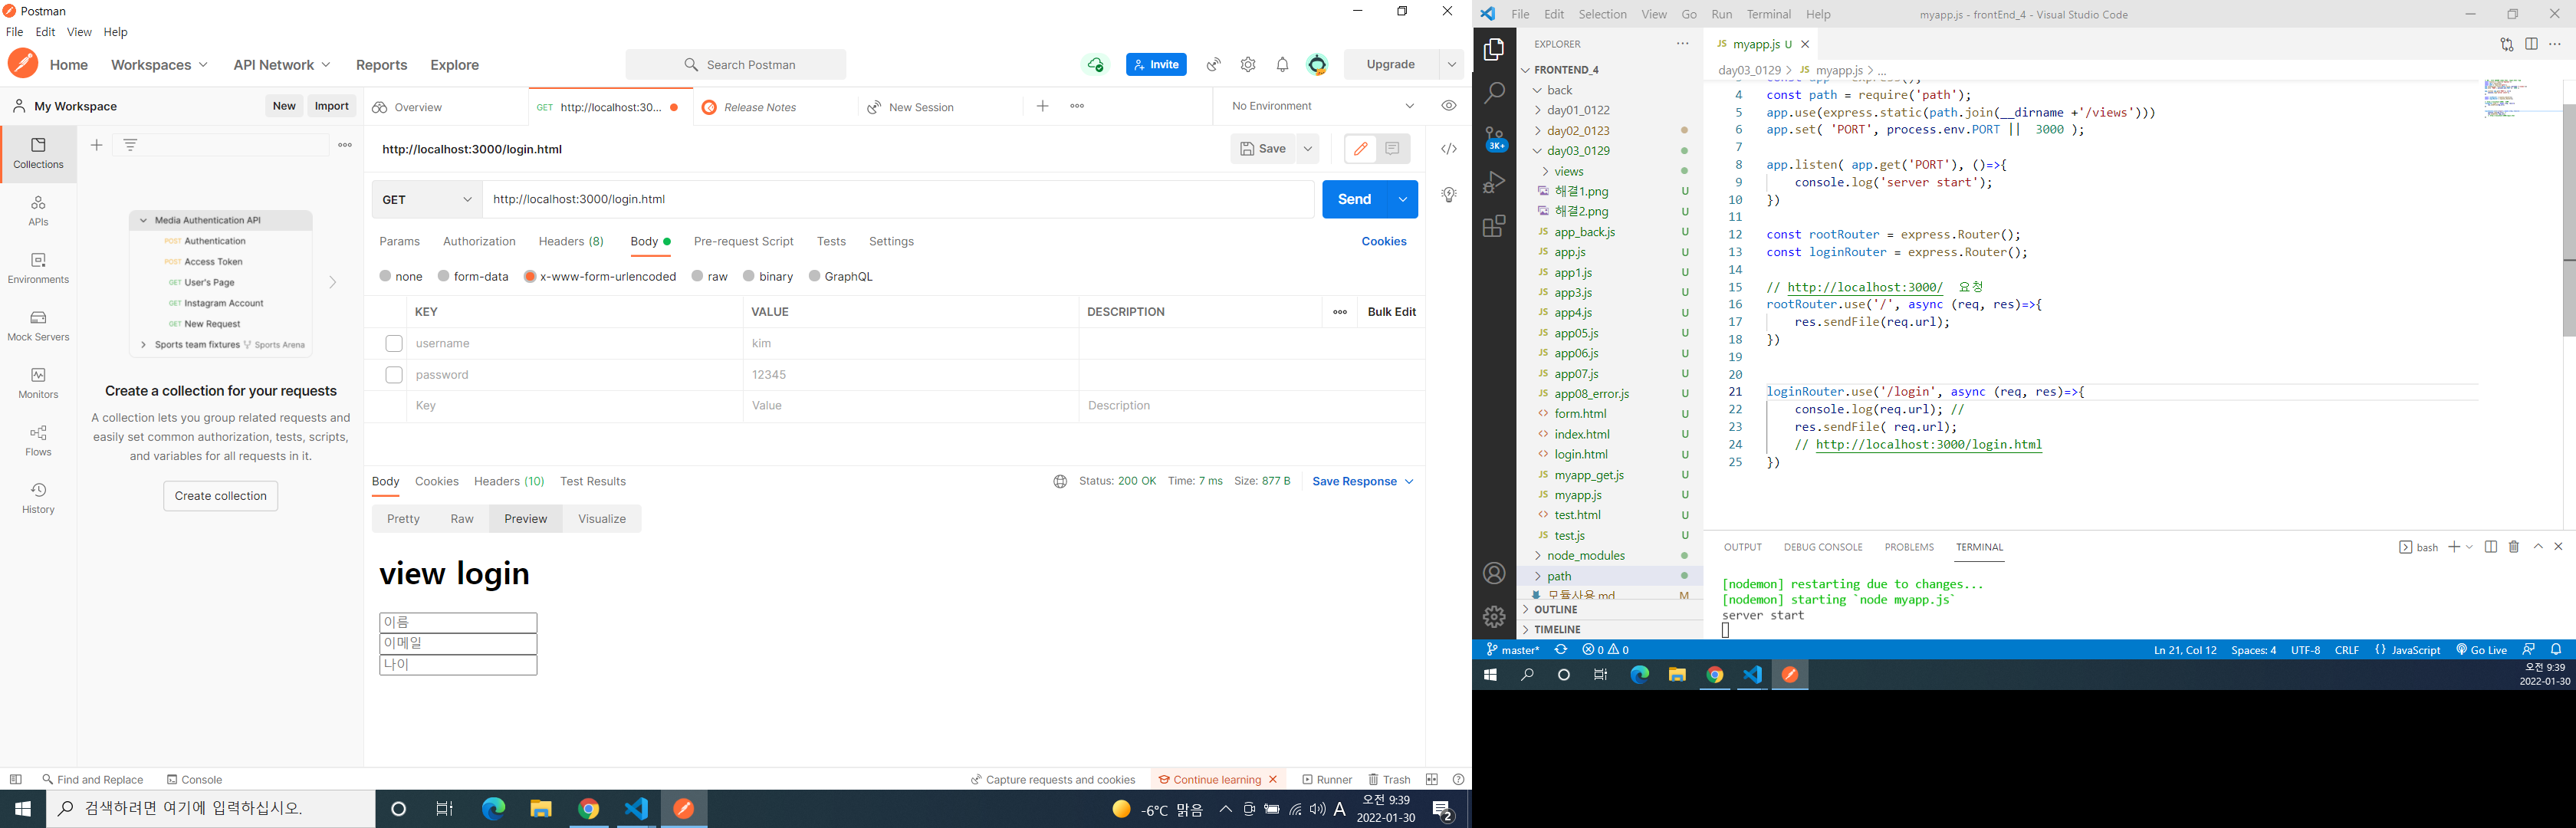 Postman
File Edit View Help
Home Workspaces API Network Reports Explore
Search Postman
Invite
Upgrade
My Workspace
New Import
Overview
GET http://localhost:30...
Release Notes
New Session
No Environment
Collections
APIs
Environments
Mock Servers
Monitors
Flows
History
Media Authentication API
POST Authentication
POST Access Token
GET User's Page
GET Instagram Account
GET New Request
Sports team fixtures Sports Arena
Create a collection for your requests
A collection lets you group related requests and
easily set common authorization, tests, scripts,
and variables for all requests in it.
Create collection
http://localhost:3000/login.html
Save
GET http://localhost:3000/login.html
Send
Params Authorization Headers (8) Body Pre-request Script Tests Settings
Cookies
none form-data x-www-form-urlencoded raw binary GraphQL
KEY VALUE DESCRIPTION
Bulk Edit
username kim
password 12345
Key Value Description
Body Cookies Headers (10) Test Results
Status: 200 OK Time: 7 ms Size: 877 B
Save Response
Pretty Raw Preview Visualize
view login
이름
이메일
나이
Find and Replace Console
Capture requests and cookies Continue learning Runner Trash
검색하려면 여기에 입력하십시오.
-6°C 맑음
A
오전 9:39
2022-01-30
2
File Edit Selection View Go Run Terminal Help
myapp.js - frontEnd_4 - Visual Studio Code
3K+
EXPLORER
FRONTEND_4
back
day01_0122
day02_0123
day03_0129
views
해결1.png U
해결2.png U
JS app_back.js U
JS app.js U
JS app1.js U
JS app3.js U
JS app4.js U
JS app05.js U
JS app06.js U
JS app07.js U
JS app08_error.js U
form.html U
index.html U
login.html U
JS myapp_get.js U
JS myapp.js U
test.html U
JS test.js U
node_modules
path
모듈사용.md M
OUTLINE
TIMELINE
JS myapp.js U
day03_0129 > JS myapp.js > ...
4 const path = require('path');
5 app.use(express.static(path.join(__dirname +'/views')))
6 app.set( 'PORT', process.env.PORT || 3000 );
7
8 app.listen( app.get('PORT'), ()=>{
9 console.log('server start');
10 })
11
12 const rootRouter = express.Router();
13 const loginRouter = express.Router();
14
15 // http://localhost:3000/ 요청
16 rootRouter.use('/', async (req, res)=>{
17 res.sendFile(req.url);
18 })
19
20
21 loginRouter.use('/login', async (req, res)=>{
22 console.log(req.url); //
23 res.sendFile( req.url);
24 // http://localhost:3000/login.html
25 })
OUTPUT DEBUG CONSOLE PROBLEMS TERMINAL
bash
[nodemon] restarting due to changes...
[nodemon] starting `node myapp.js`
server start
master* 0 0
Ln 21, Col 12 Spaces: 4 UTF-8 CRLF {} JavaScript Go Live
오전 9:39
2022-01-30